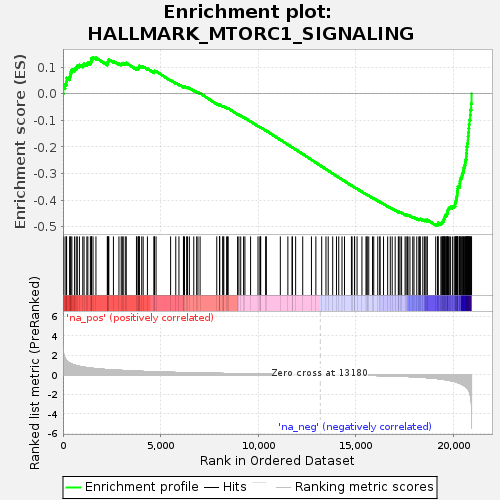 Enrichment plot:
HALLMARK_MTORC1_SIGNALING
Enrichment score (ES)
0.1
0.0
-0.1
-0.2
-0.3
-0.4
-0.5
'na_pos' (positively correlated)
Ranked list metric (PreRanked)
6
4
2
0
-2
-4
-6
Zero cross at 13180
'na_neg' (negatively correlated)
0
5,000
10,000
15,000
20,000
Rank in Ordered Dataset
Enrichment profile
Hits
Ranking metric scores